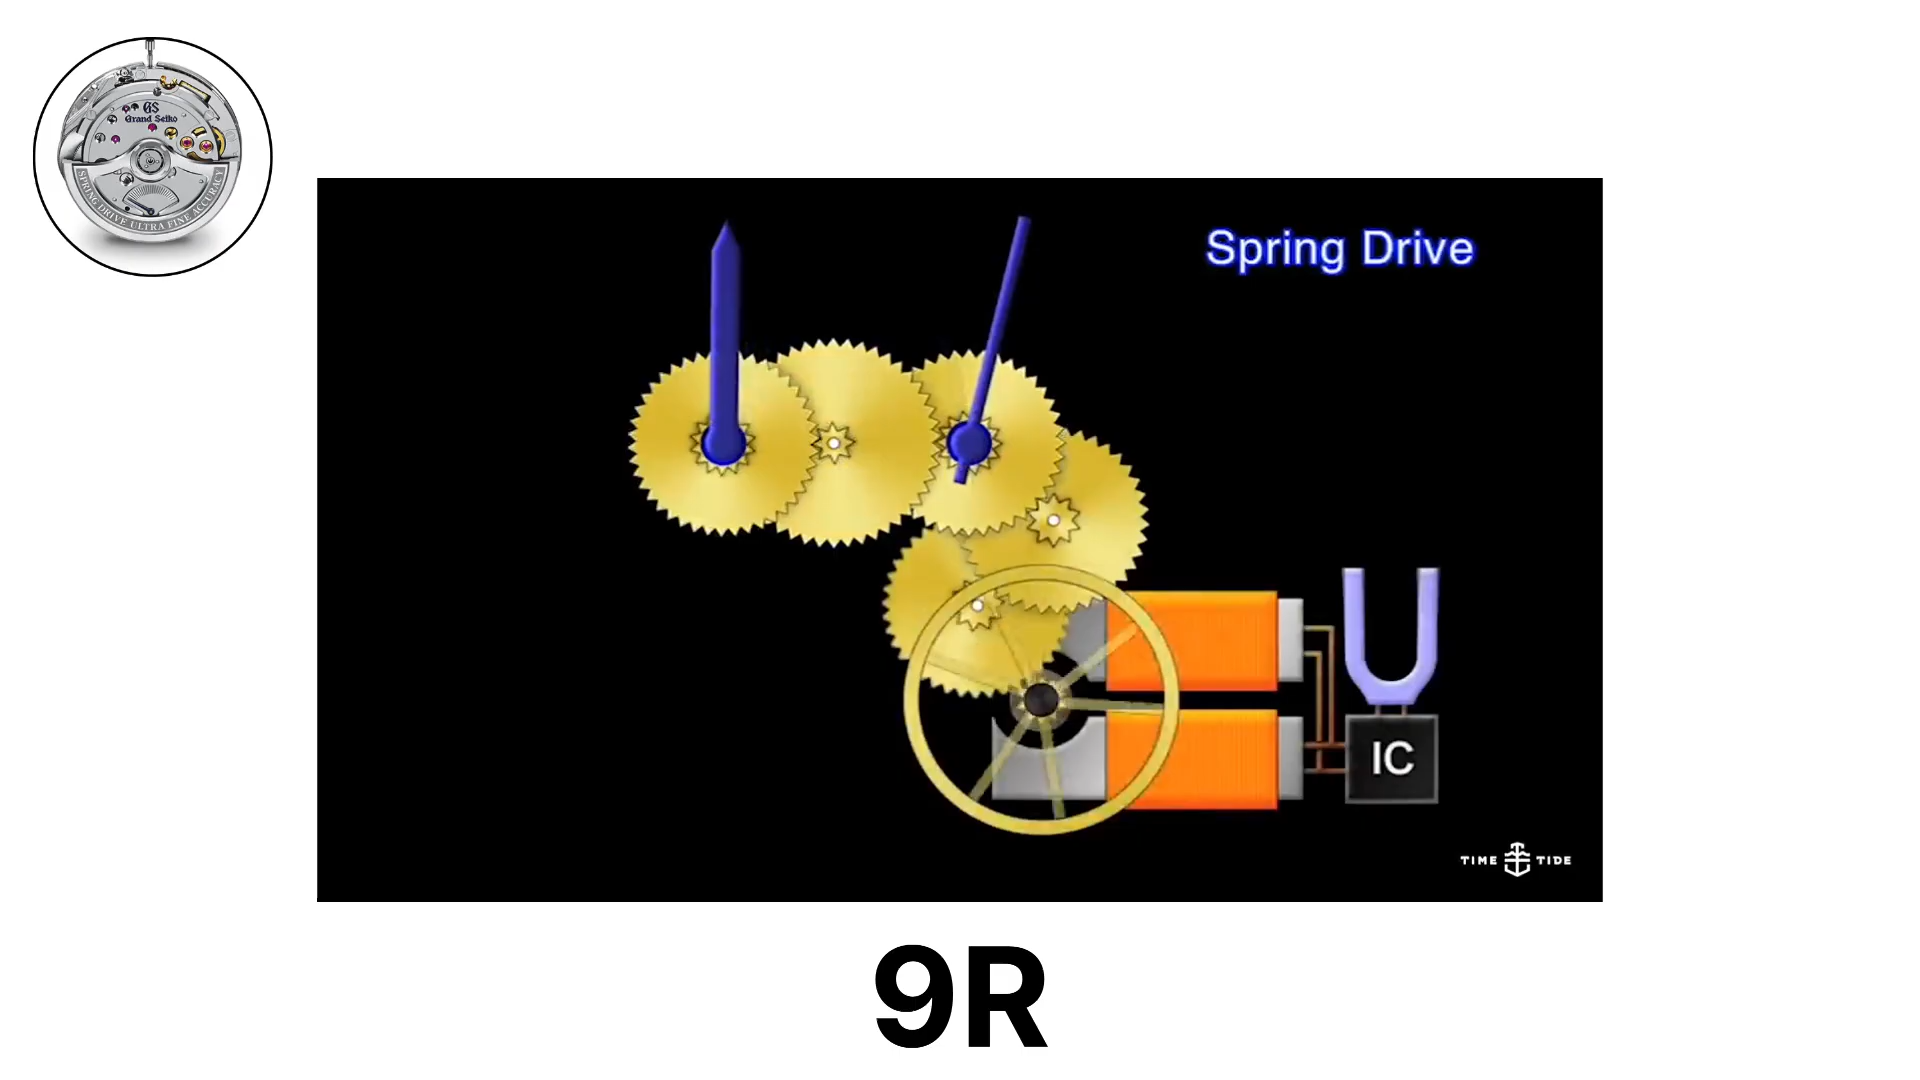 GS
Grand Seiko
SPRING DRIVE ULTRA FINE ACCURACY
Spring Drive
IC
TIME TIDE
9R